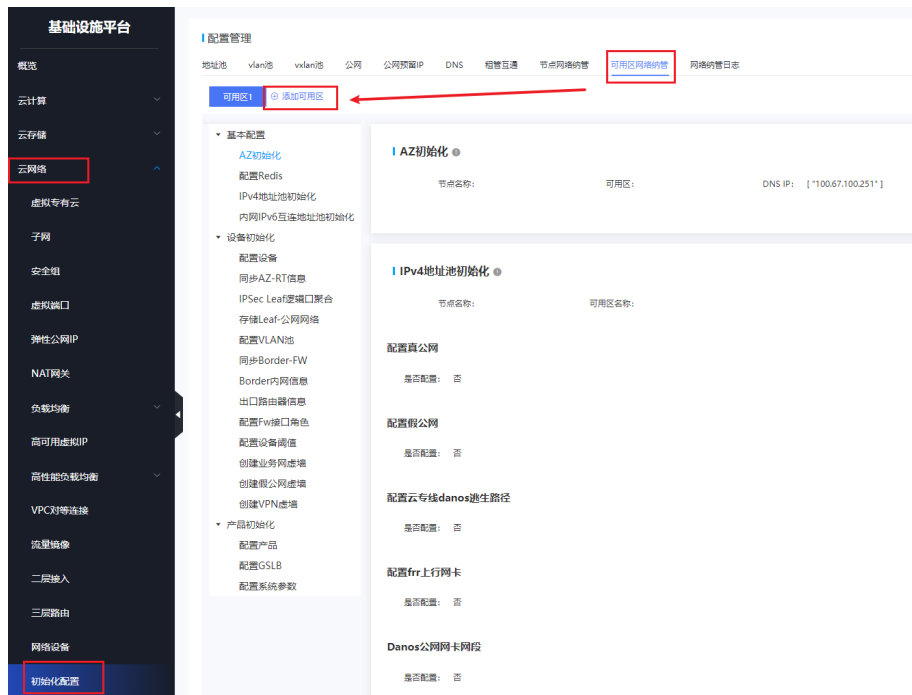 基础设施平台
概览
云计算
云存储
云网络
虚拟专有云
子网
安全组
虚拟端口
弹性公网IP
NAT网关
负载均衡
高可用虚拟IP
高性能负载均衡
VPC对等连接
流量镜像
二层接入
三层路由
网络设备
初始化配置
配置管理
地址池 vlan池 vxlan池 公网 公网预留IP DNS 租管互通 节点网络纳管 可用区网络纳管 网络纳管日志
可用区1 添加可用区
基本配置
AZ初始化
配置Redis
IPv4地址池初始化
内网IPv6互连地址池初始化
设备初始化
配置设备
同步AZ-RT信息
IPSec Leaf逻辑口聚合
存储Leaf-公网网络
配置VLAN池
同步Border-FW
Border内网信息
出口路由器信息
配置Fw接口角色
配置设备阈值
创建业务网虚墙
创建假公网虚墙
创建VPN虚墙
产品初始化
配置产品
配置GSLB
配置系统参数
AZ初始化
节点名称: 可用区: DNS IP: [ "100.67.100.251" ]
IPv4地址池初始化
节点名称: 可用区名称:
配置真公网
是否配置: 否
配置假公网
是否配置: 否
配置云专线danos逃生路径
是否配置: 否
配置frr上行网卡
是否配置: 否
Danos公网网卡网段
是否配置: 否